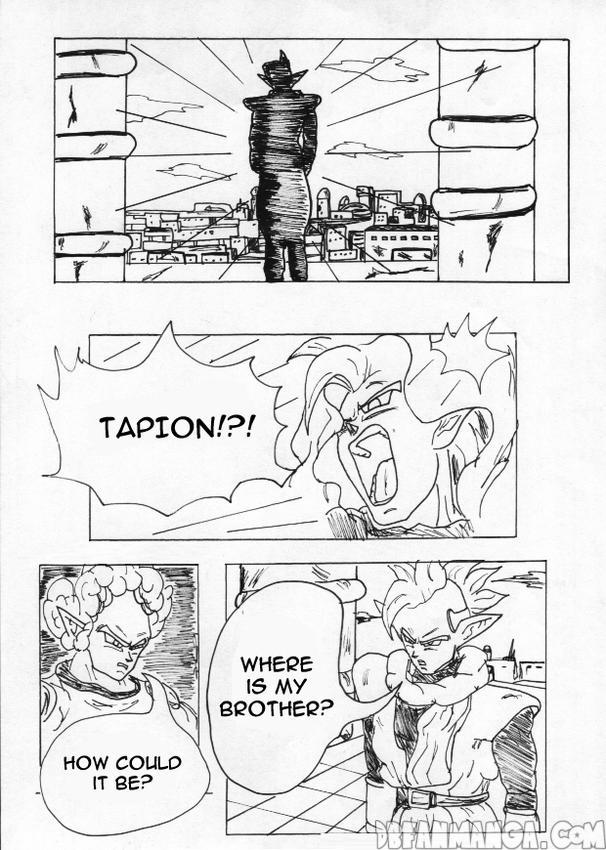 TAPION!?!
HOW COULD
IT BE?
WHERE
IS MY
BROTHER?
DBFANMANGA.COM